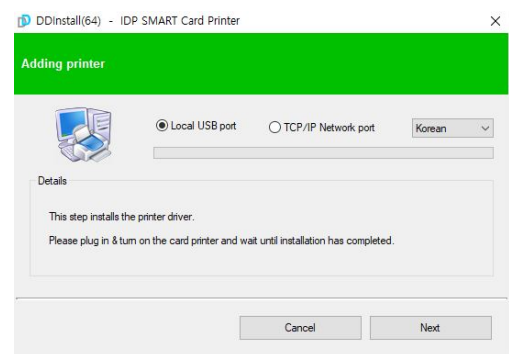 DDInstall(64) - IDP SMART Card Printer
Adding printer
Local USB port TCP/IP Network port Korean
Details
This step installs the printer driver.
Please plug in & turn on the card printer and wait until installation has completed.
Cancel Next